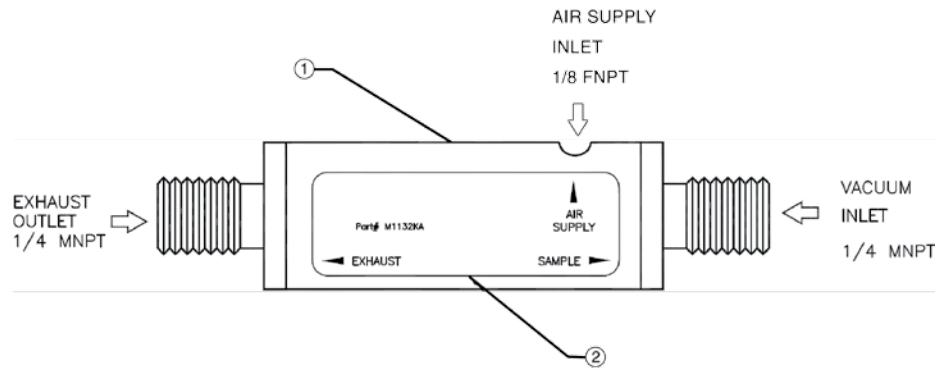 AIR SUPPLY
INLET
1/8 FNPT
①
EXHAUST
OUTLET
1/4 MNPT
Part# M1132KA
AIR
SUPPLY
EXHAUST
SAMPLE
VACUUM
INLET
1/4 MNPT
②